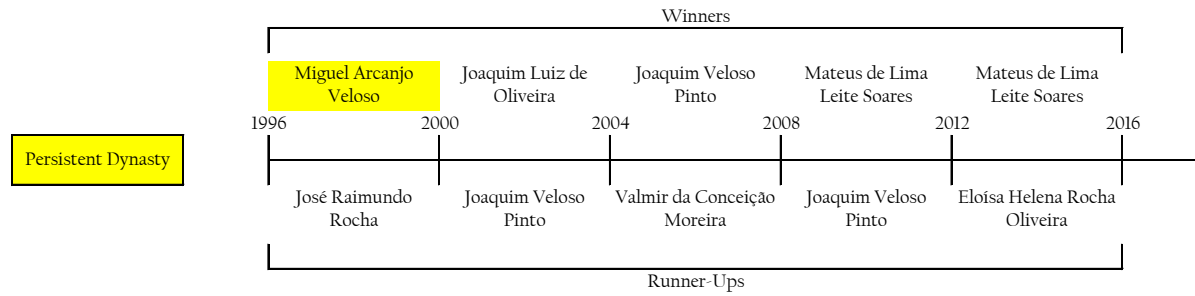 Winners
Miguel Arcanjo
Veloso
Joaquim Luiz de
Oliveira
Joaquim Veloso
Pinto
Mateus de Lima
Leite Soares
Mateus de Lima
Leite Soares
1996 2000 2004 2008 2012 2016
Persistent Dynasty
José Raimundo
Rocha
Joaquim Veloso
Pinto
Valmir da Conceição
Moreira
Joaquim Veloso
Pinto
Eloísa Helena Rocha
Oliveira
Runner-Ups